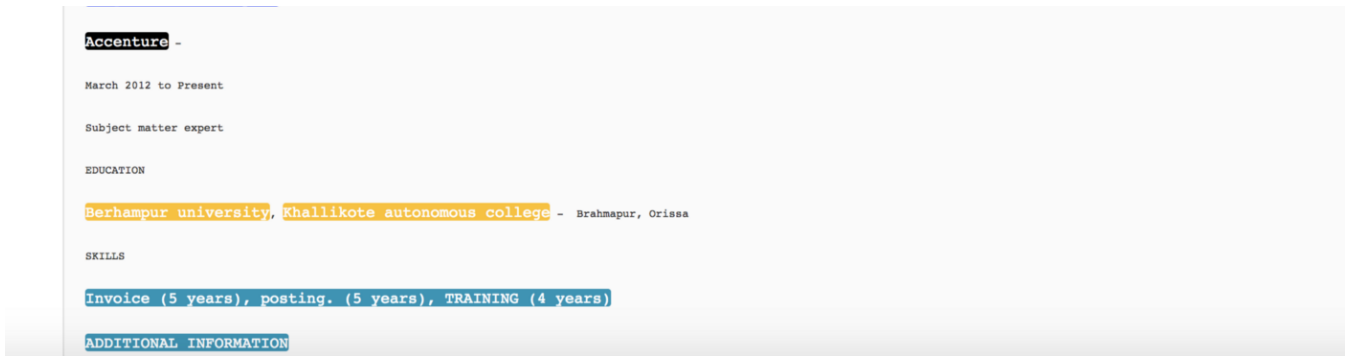 Accenture -
March 2012 to Present
Subject matter expert
EDUCATION
Berhampur university, Khallikote autonomous college - Brahmapur, Orissa
SKILLS
Invoice (5 years), posting. (5 years), TRAINING (4 years)
ADDITIONAL INFORMATION